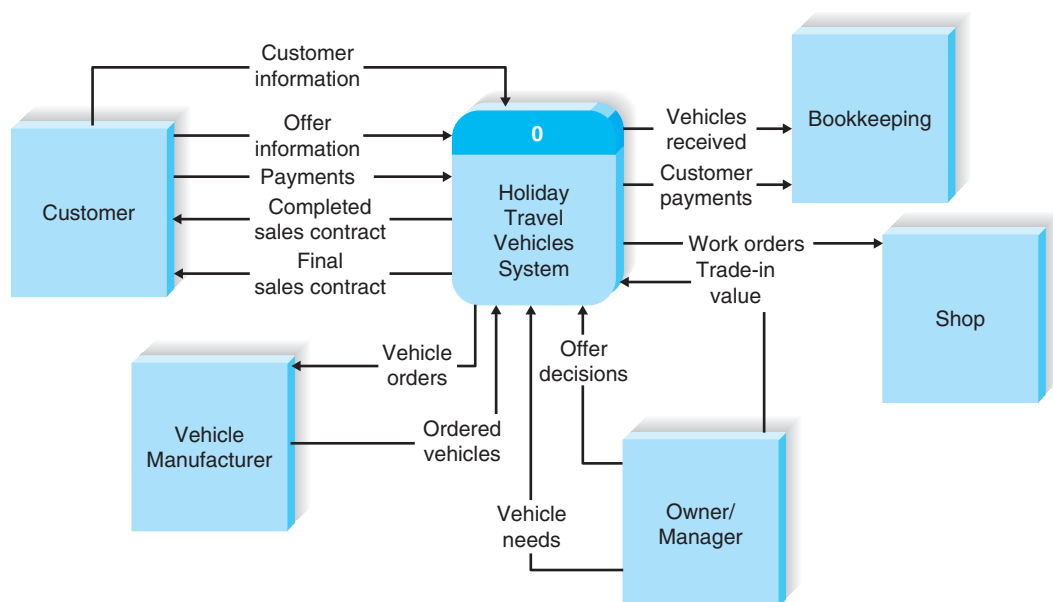 Customer
information
Offer
information
Payments
Completed
sales contract
Final
sales contract
Customer
0
Holiday
Travel
Vehicles
System
Vehicles
received
Customer
payments
Bookkeeping
Work orders
Trade-in
value
Shop
Vehicle
orders
Offer
decisions
Ordered
vehicles
Vehicle
Manufacturer
Vehicle
needs
Owner/
Manager